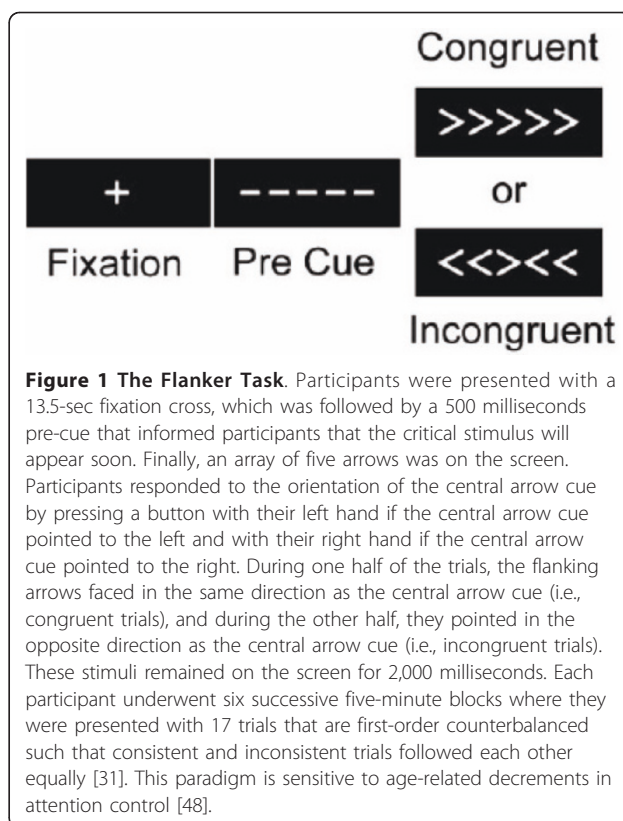 Congruent
>>>>>
+
-----
or
Fixation
Pre Cue
<<><<
Incongruent
Figure 1 The Flanker Task. Participants were presented with a
13.5-sec fixation cross, which was followed by a 500 milliseconds
pre-cue that informed participants that the critical stimulus will
appear soon. Finally, an array of five arrows was on the screen.
Participants responded to the orientation of the central arrow cue
by pressing a button with their left hand if the central arrow cue
pointed to the left and with their right hand if the central arrow
cue pointed to the right. During one half of the trials, the flanking
arrows faced in the same direction as the central arrow cue (i.e.,
congruent trials), and during the other half, they pointed in the
opposite direction as the central arrow cue (i.e., incongruent trials).
These stimuli remained on the screen for 2,000 milliseconds. Each
participant underwent six successive five-minute blocks where they
were presented with 17 trials that are first-order counterbalanced
such that consistent and inconsistent trials followed each other
equally [31]. This paradigm is sensitive to age-related decrements in
attention control [48].